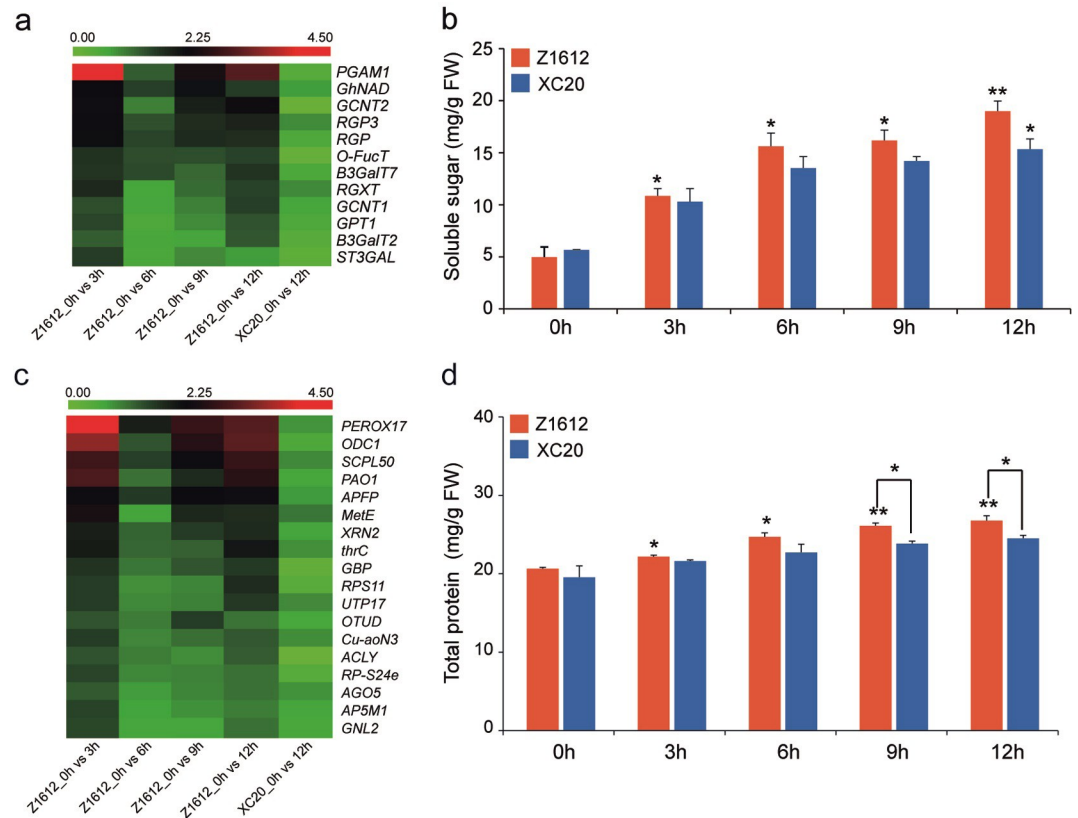 a
0.00 2.25 4.50
PGAM1
GhNAD
GCNT2
RGP3
RGP
O-FucT
B3GalT7
RGXT
GCNT1
GPT1
B3GalT2
ST3GAL
Z1612_0h vs 3h
Z1612_0h vs 6h
Z1612_0h vs 9h
Z1612_0h vs 12h
XC20_0h vs 12h
b
Z1612
XC20
Soluble sugar (mg/g FW)
25
20
15
10
5
0
* * * ** *
0h 3h 6h 9h 12h
c
0.00 2.25 4.50
PEROX17
ODC1
SCPL50
PAO1
APFP
MetE
XRN2
thrC
GBP
RPS11
UTP17
OTUD
Cu-aoN3
ACLY
RP-S24e
AGO5
AP5M1
GNL2
Z1612_0h vs 3h
Z1612_0h vs 6h
Z1612_0h vs 9h
Z1612_0h vs 12h
XC20_0h vs 12h
d
Z1612
XC20
Total protein (mg/g FW)
40
30
20
10
0
* *
* * ** **
0h 3h 6h 9h 12h